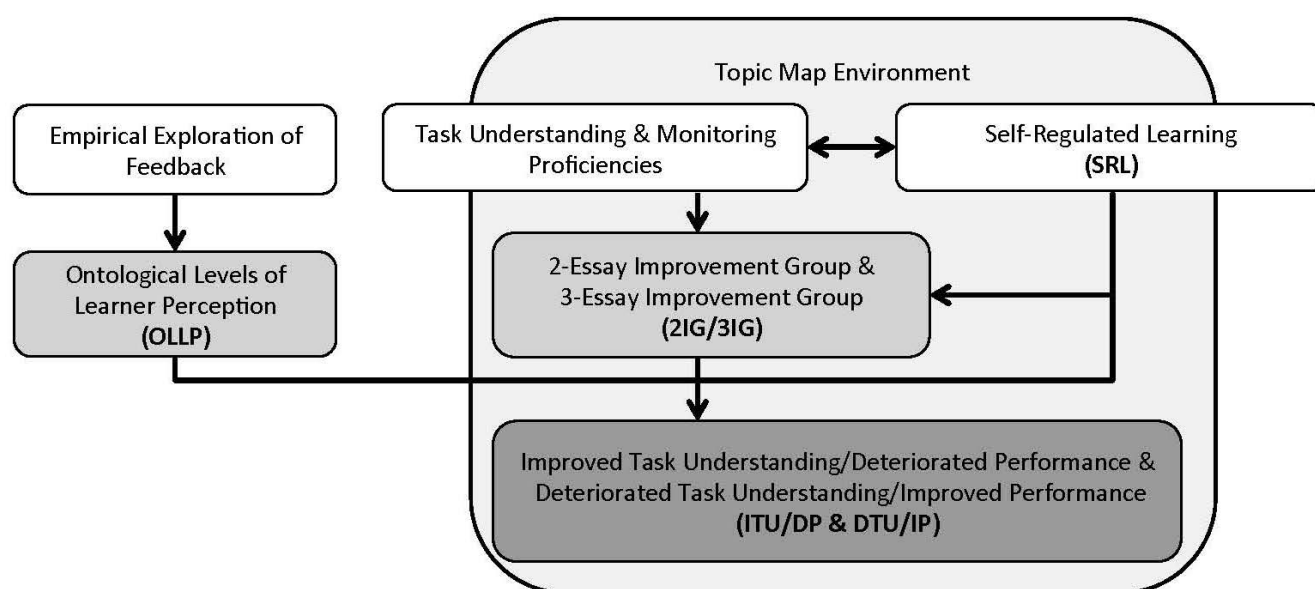 Topic Map Environment
Empirical Exploration of
Feedback
Task Understanding & Monitoring
Proficiencies
Self-Regulated Learning
(SRL)
Ontological Levels of
Learner Perception
(OLLP)
2-Essay Improvement Group &
3-Essay Improvement Group
(2IG/3IG)
Improved Task Understanding/Deteriorated Performance &
Deteriorated Task Understanding/Improved Performance
(ITU/DP & DTU/IP)